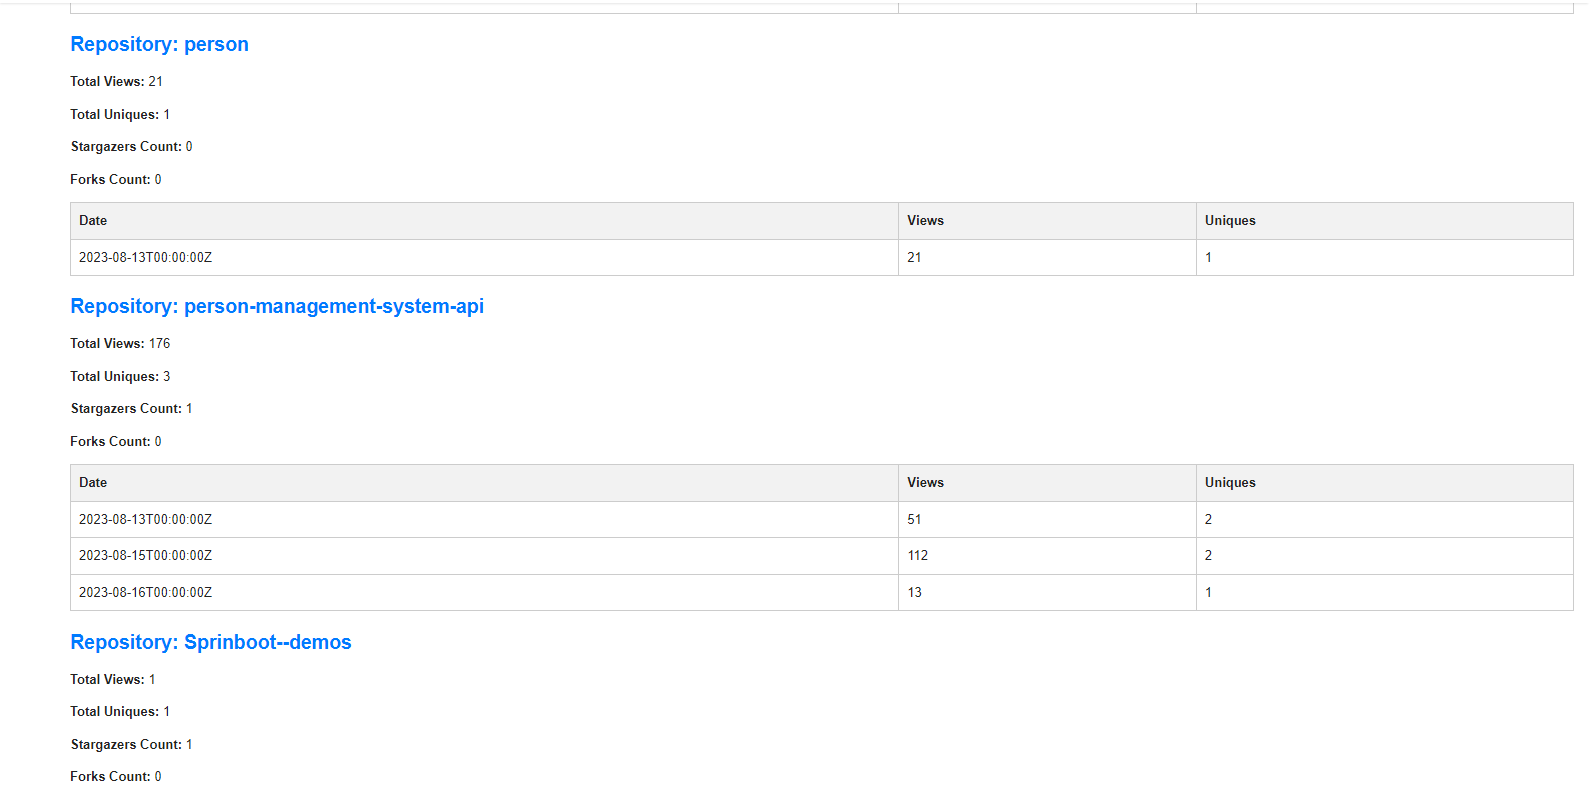 Repository: person
Total Views: 21
Total Uniques: 1
Stargazers Count: 0
Forks Count: 0
Date Views Uniques
2023-08-13T00:00:00Z 21 1
Repository: person-management-system-api
Total Views: 176
Total Uniques: 3
Stargazers Count: 1
Forks Count: 0
Date Views Uniques
2023-08-13T00:00:00Z 51 2
2023-08-15T00:00:00Z 112 2
2023-08-16T00:00:00Z 13 1
Repository: Sprinboot--demos
Total Views: 1
Total Uniques: 1
Stargazers Count: 1
Forks Count: 0